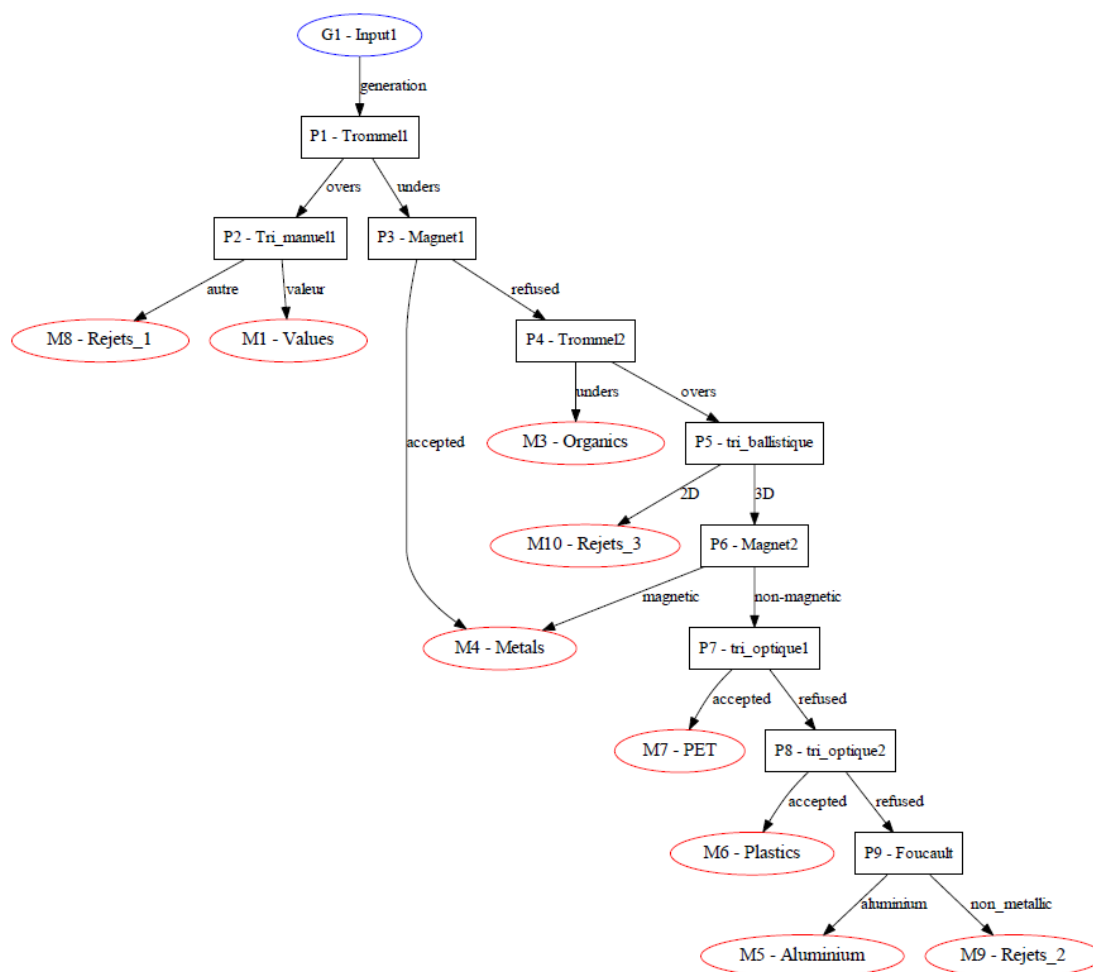 G1 - Input1
generation
P1 - Trommel1
overs
unders
P2 - Tri_manuel1
P3 - Magnet1
autre
valeur
refused
M8 - Rejets_1
M1 - Values
P4 - Trommel2
unders
overs
accepted
M3 - Organics
P5 - tri_ballistique
2D
3D
M10 - Rejets_3
P6 - Magnet2
magnetic
non-magnetic
M4 - Metals
P7 - tri_optique1
accepted
refused
M7 - PET
P8 - tri_optique2
accepted
refused
M6 - Plastics
P9 - Foucault
aluminium
non_metallic
M5 - Aluminium
M9 - Rejets_2